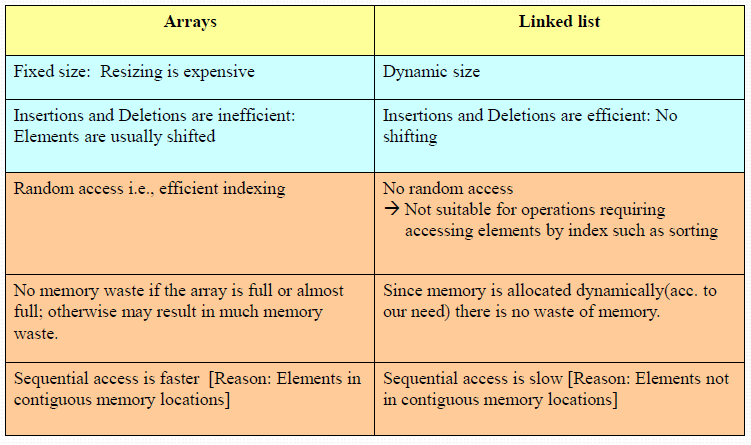 Arrays
Linked list
Fixed size:  Resizing is expensive
Dynamic size
Insertions and Deletions are inefficient:
Elements are usually shifted
Insertions and Deletions are efficient: No
shifting
Random access i.e., efficient indexing
No random access
→ Not suitable for operations requiring
accessing elements by index such as sorting
No memory waste if the array is full or almost
full; otherwise may result in much memory
waste.
Since memory is allocated dynamically(acc. to
our need) there is no waste of memory.
Sequential access is faster  [Reason: Elements in
contiguous memory locations]
Sequential access is slow [Reason: Elements not
in contiguous memory locations]